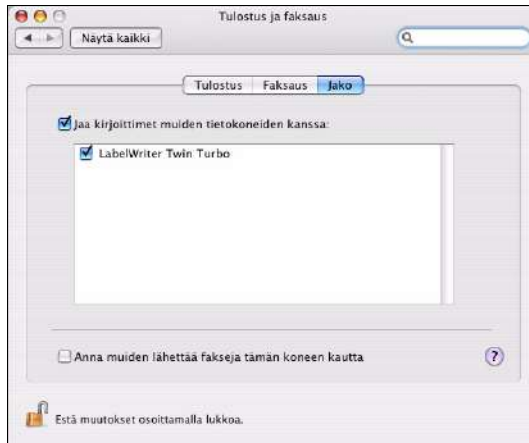 Tulostus ja faksaus
Näytä kaikki
Tulostus Faksaus Jako
Jaa kirjoittimet muiden tietokoneiden kanssa:
LabelWriter Twin Turbo
Anna muiden lähettää fakseja tämän koneen kautta
?
Estä muutokset osoittamalla lukkoa.